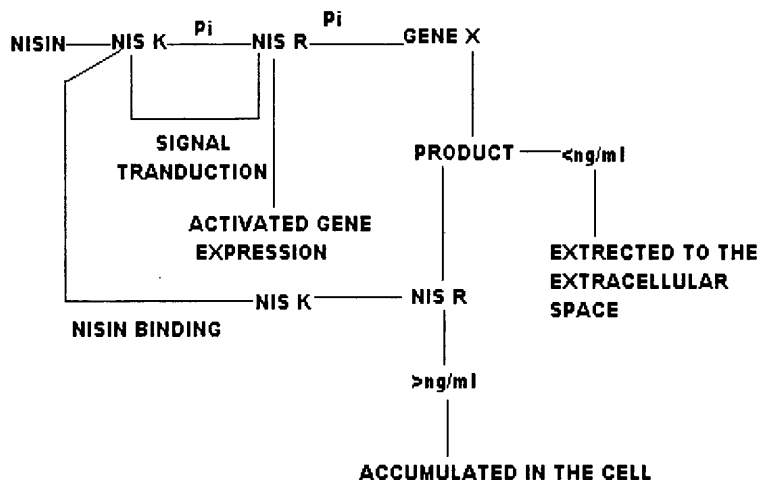 Pi
Pi
NISIN
NIS K
NIS R
GENE X
SIGNAL
TRANDUCTION
PRODUCT
<ng/ml
ACTIVATED GENE
EXPRESSION
EXTRECTED TO THE
EXTRACELLULAR
SPACE
NIS K
NIS R
NISIN BINDING
>ng/ml
ACCUMULATED IN THE CELL